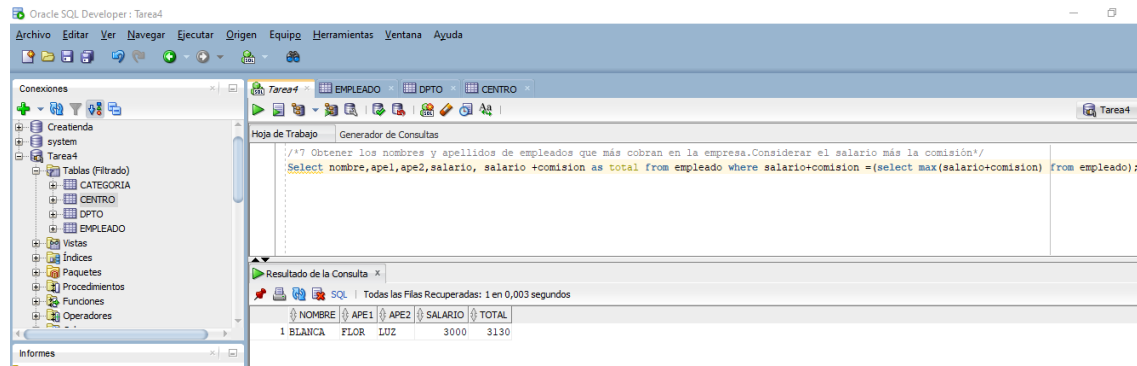 Oracle SQL Developer : Tarea4
Archivo Editar Ver Navegar Ejecutar Origen Equipo Herramientas Ventana Ayuda
Conexiones
Creatienda
system
Tarea4
Tablas (Filtrado)
CATEGORIA
CENTRO
DPTO
EMPLEADO
Vistas
Índices
Paquetes
Procedimientos
Funciones
Operadores
Informes
Tarea4 EMPLEADO DPTO CENTRO
Tarea4
Hoja de Trabajo Generador de Consultas
/*7 Obtener los nombres y apellidos de empleados que más cobran en la empresa.Considerar el salario más la comisión*/
Select nombre,ape1,ape2,salario, salario +comision as total from empleado where salario+comision =(select max(salario+comision) from empleado);
Resultado de la Consulta x
SQL | Todas las Filas Recuperadas: 1 en 0,003 segundos
NOMBRE APE1 APE2 SALARIO TOTAL
1 BLANCA FLOR LUZ 3000 3130